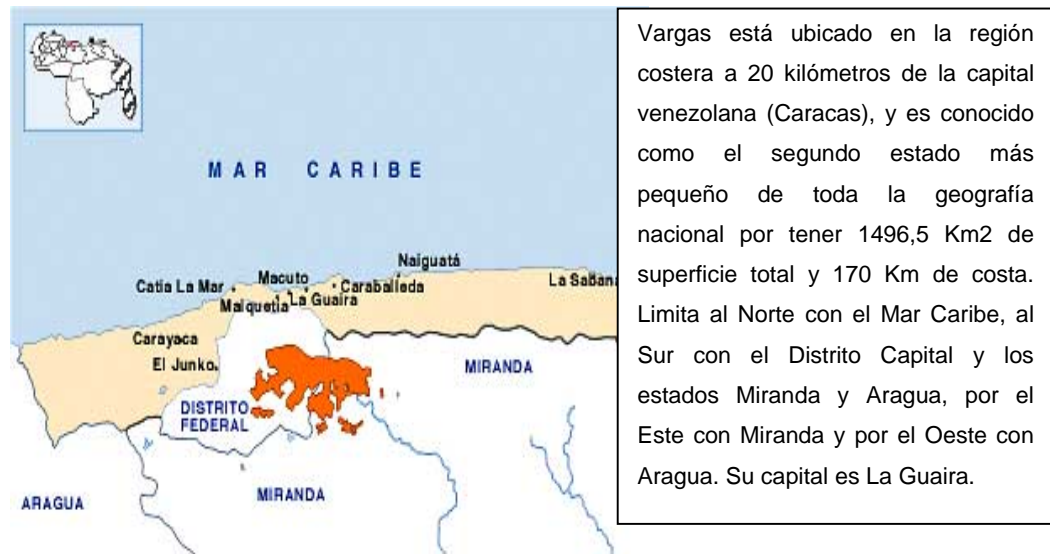 MAR CARIBE
Naiguatá
La Sabana
Catia La Mar
Macuto
Caraballeda
Maiquetia
La Guaira
Carayaca
El Junko
MIRANDA
DISTRITO
FEDERAL
MIRANDA
ARAGUA
Vargas está ubicado en la región
costera a 20 kilómetros de la capital
venezolana (Caracas), y es conocido
como el segundo estado más
pequeño de toda la geografía
nacional por tener 1496,5 Km2 de
superficie total y 170 Km de costa.
Limita al Norte con el Mar Caribe, al
Sur con el Distrito Capital y los
estados Miranda y Aragua, por el
Este con Miranda y por el Oeste con
Aragua. Su capital es La Guaira.